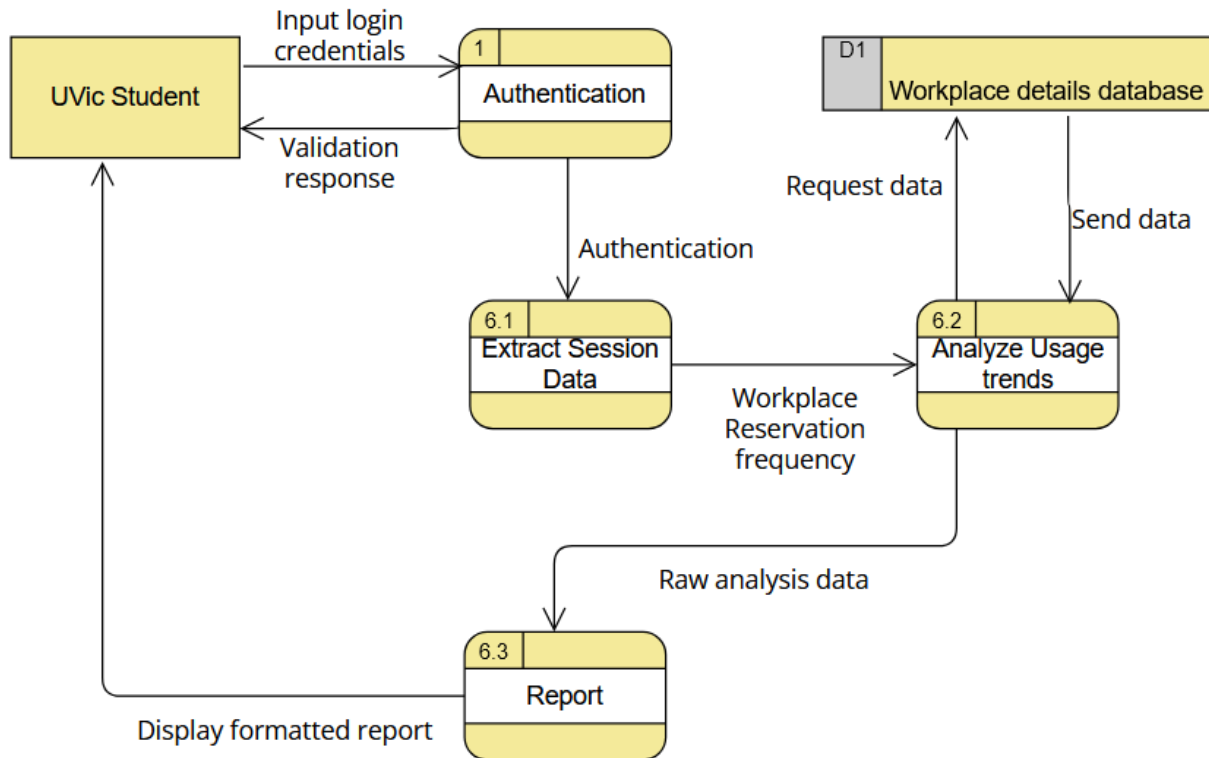 Input login
credentials
UVic Student
1
Authentication
D1
Workplace details database
Validation
response
Request data
Send data
Authentication
6.1
Extract Session
Data
6.2
Analyze Usage
trends
Workplace
Reservation
frequency
Raw analysis data
6.3
Report
Display formatted report